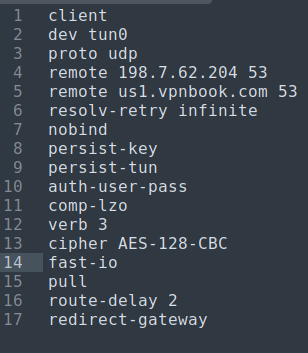 1 client
2 dev tun0
3 proto udp
4 remote 198.7.62.204 53
5 remote us1.vpnbook.com 53
6 resolv-retry infinite
7 nobind
8 persist-key
9 persist-tun
10 auth-user-pass
11 comp-lzo
12 verb 3
13 cipher AES-128-CBC
14 fast-io
15 pull
16 route-delay 2
17 redirect-gateway